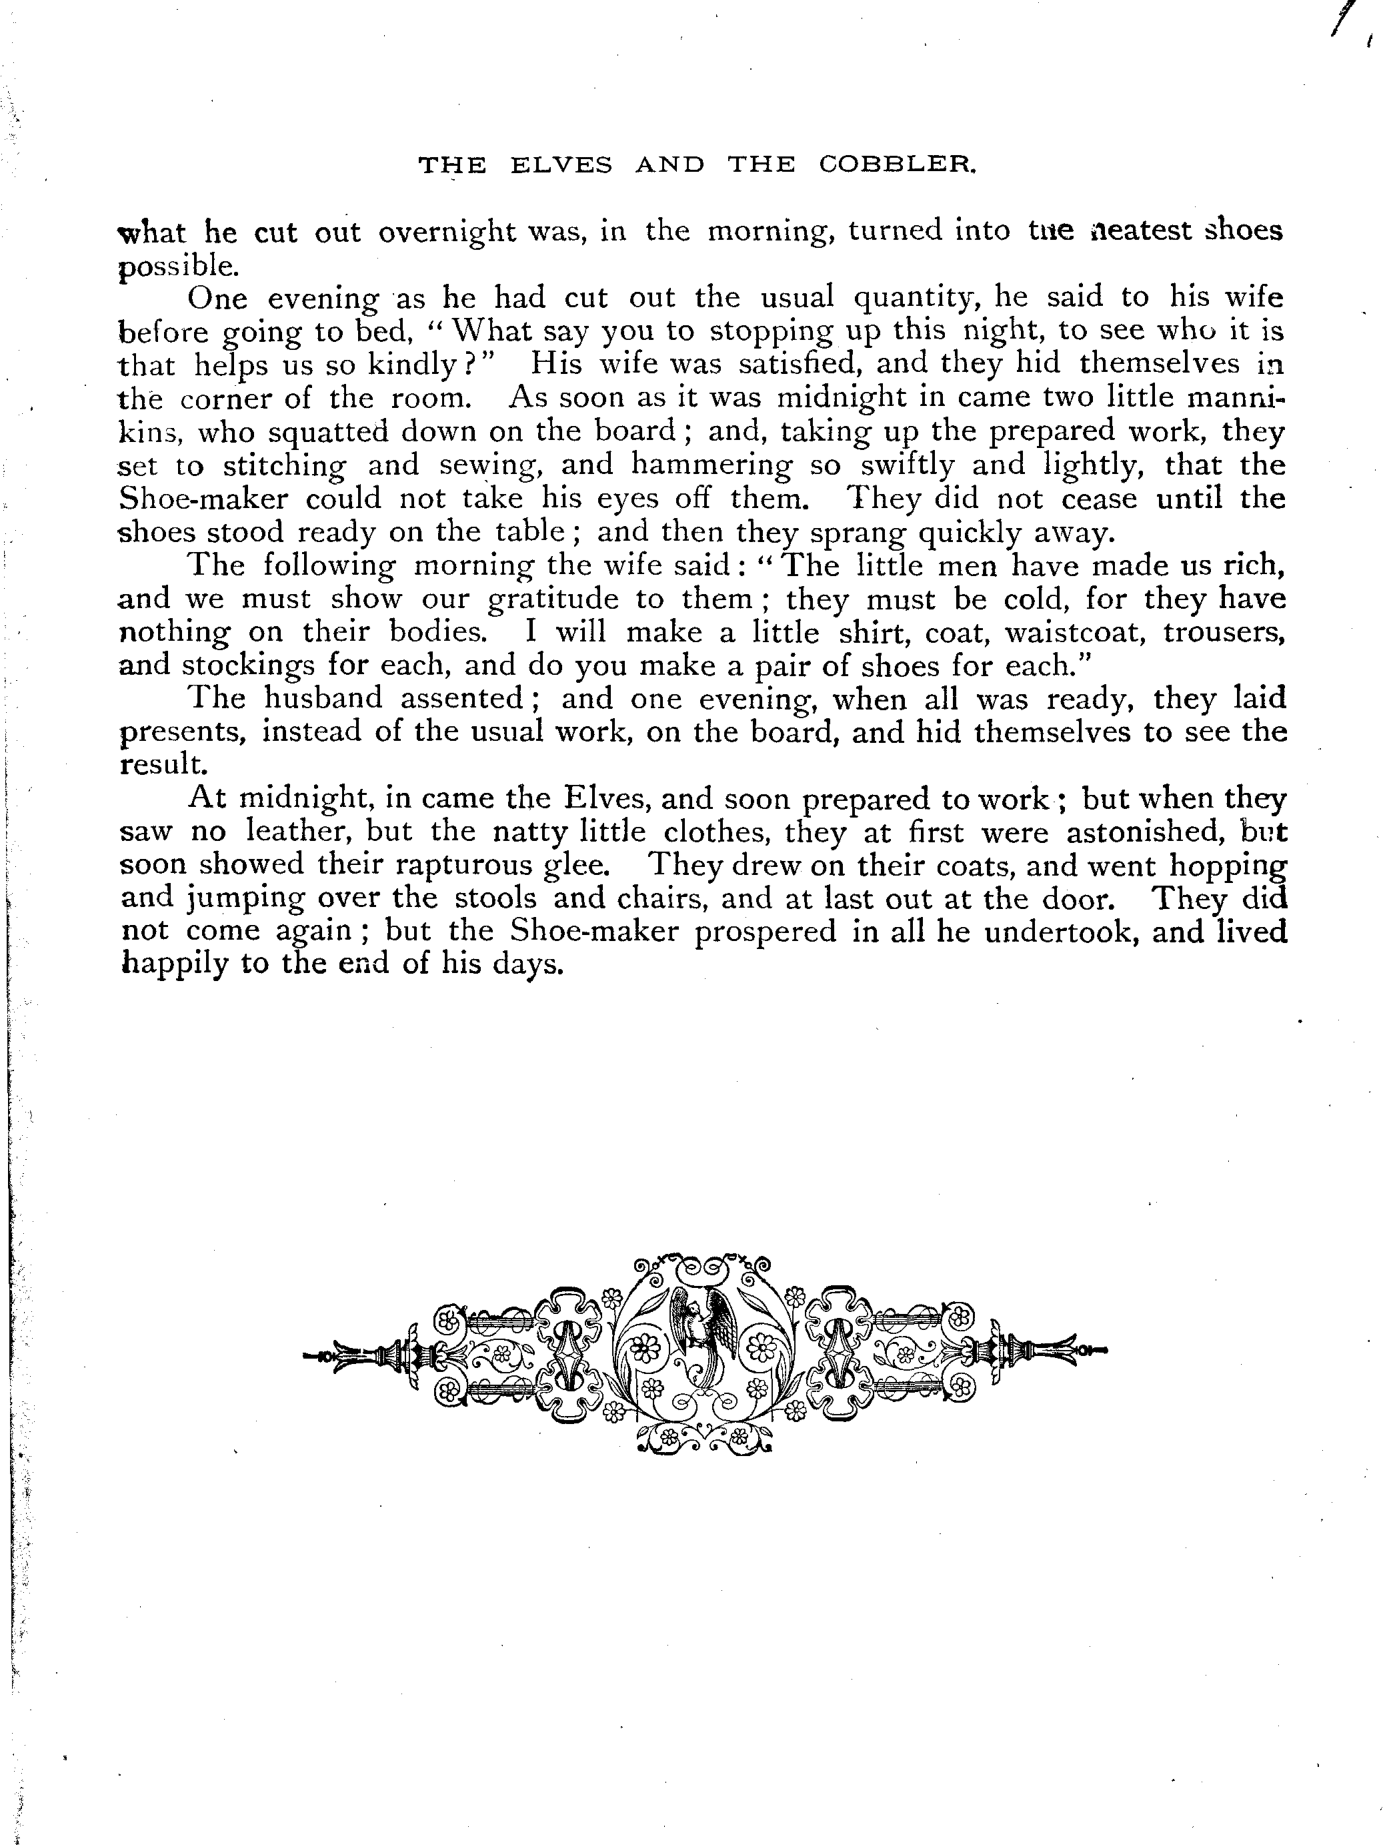 THE ELVES AND THE COBBLER.
what he cut out overnight was, in the morning, turned into the neatest shoes
possible.
One evening as he had cut out the usual quantity, he said to his wife
before going to bed, “What say you to stopping up this night, to see who it is
that helps us so kindly?” His wife was satisfied, and they hid themselves in
the corner of the room. As soon as it was midnight in came two little manni-
kins, who squatted down on the board; and, taking up the prepared work, they
set to stitching and sewing, and hammering so swiftly and lightly, that the
Shoe-maker could not take his eyes off them. They did not cease until the
shoes stood ready on the table; and then they sprang quickly away.
The following morning the wife said: “The little men have made us rich,
and we must show our gratitude to them; they must be cold, for they have
nothing on their bodies. I will make a little shirt, coat, waistcoat, trousers,
and stockings for each, and do you make a pair of shoes for each.”
The husband assented; and one evening, when all was ready, they laid
presents, instead of the usual work, on the board, and hid themselves to see the
result.
At midnight, in came the Elves, and soon prepared to work; but when they
saw no leather, but the natty little clothes, they at first were astonished, but
soon showed their rapturous glee. They drew on their coats, and went hopping
and jumping over the stools and chairs, and at last out at the door. They did
not come again; but the Shoe-maker prospered in all he undertook, and lived
happily to the end of his days.